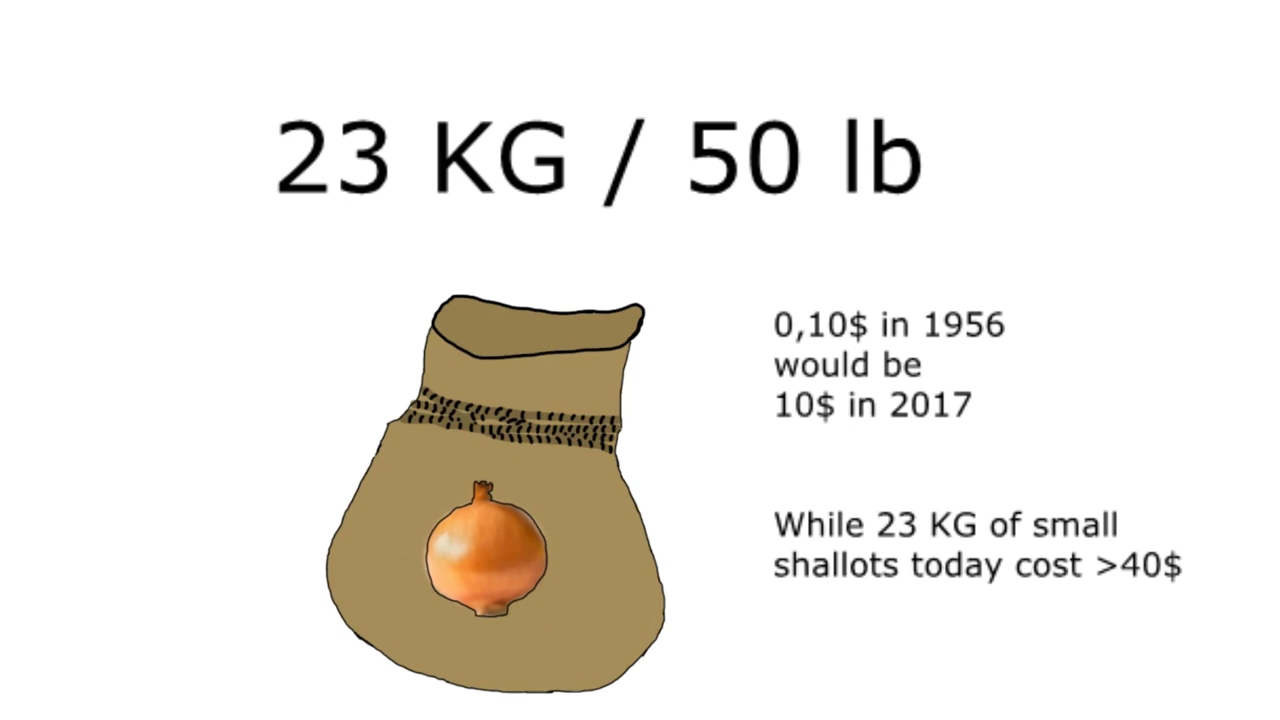 23 KG / 50 lb
0,10$ in 1956
would be
10$ in 2017
While 23 KG of small
shallots today cost >40$